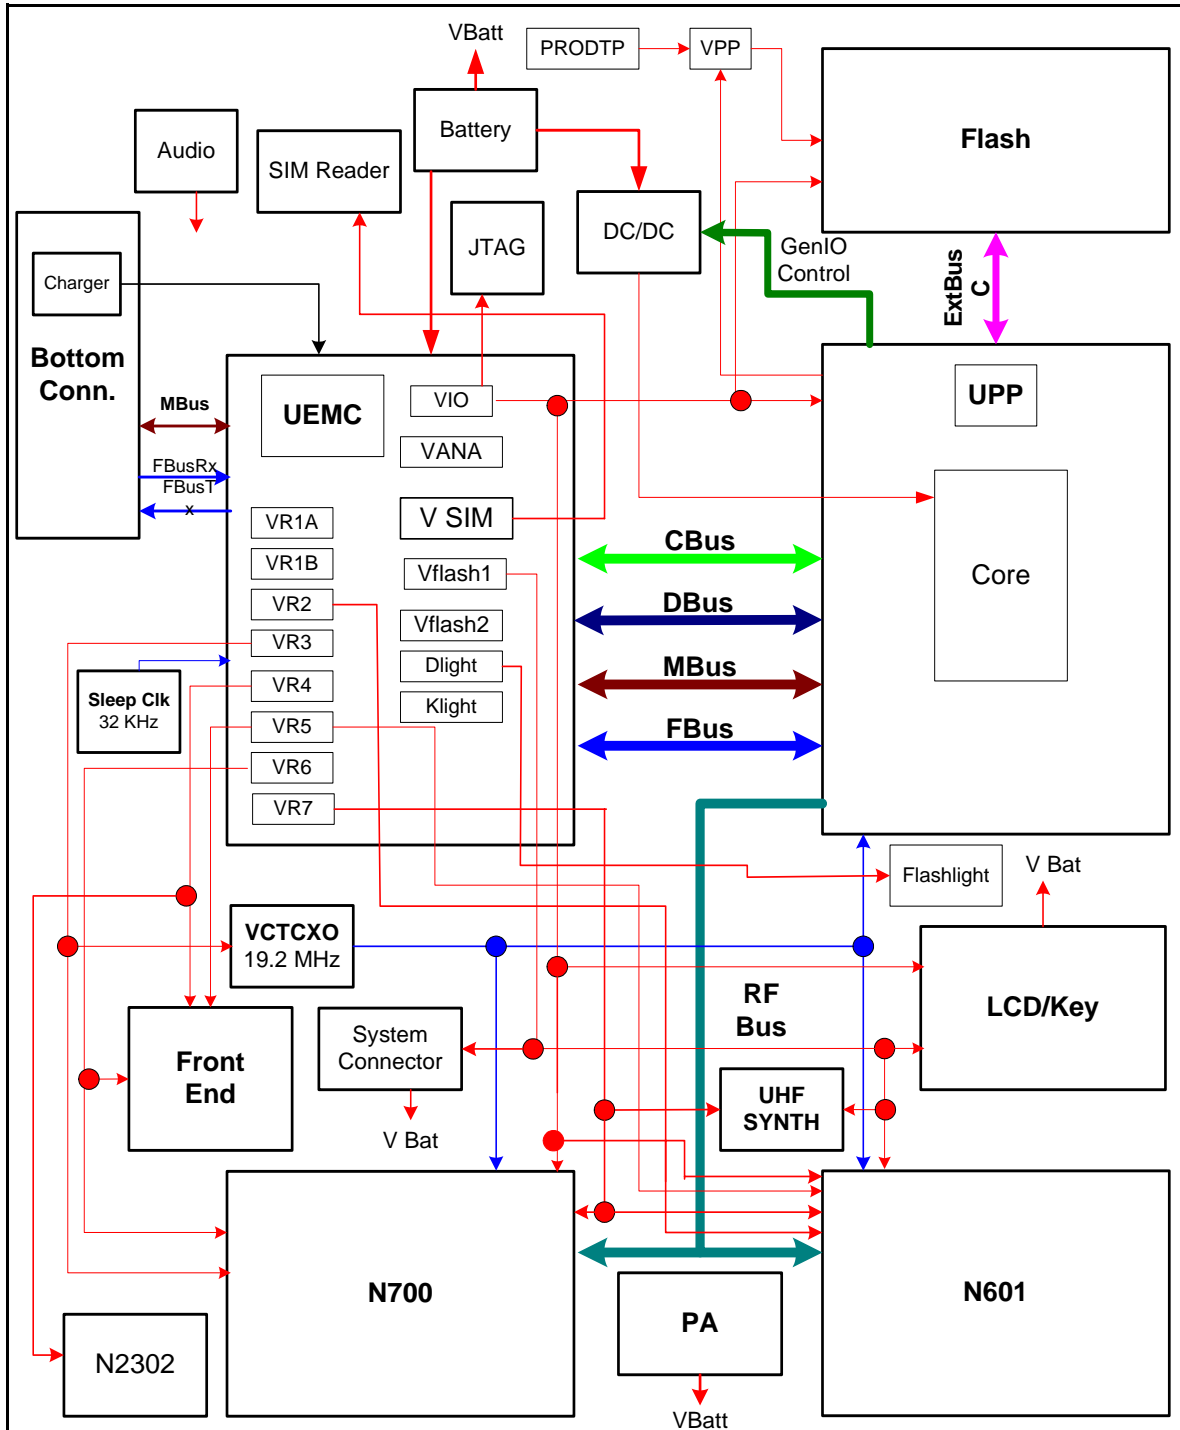 VBatt
PRODTP
VPP
Battery
Flash
Audio
SIM Reader
DC/DC
JTAG
GenIO
Control
ExtBus
C
Charger
Bottom
Conn.
MBus
FBusRx
FBusT
x
UEMC
VIO
VANA
V SIM
UPP
Core
VR1A
VR1B
VR2
VR3
VR4
VR5
VR6
VR7
Vflash1
Vflash2
Dlight
Klight
CBus
DBus
MBus
FBus
Sleep Clk
32 KHz
Flashlight
V Bat
VCTCXO
19.2 MHz
RF
Bus
LCD/Key
Front
End
System
Connector
V Bat
UHF
SYNTH
N700
N601
PA
N2302
VBatt